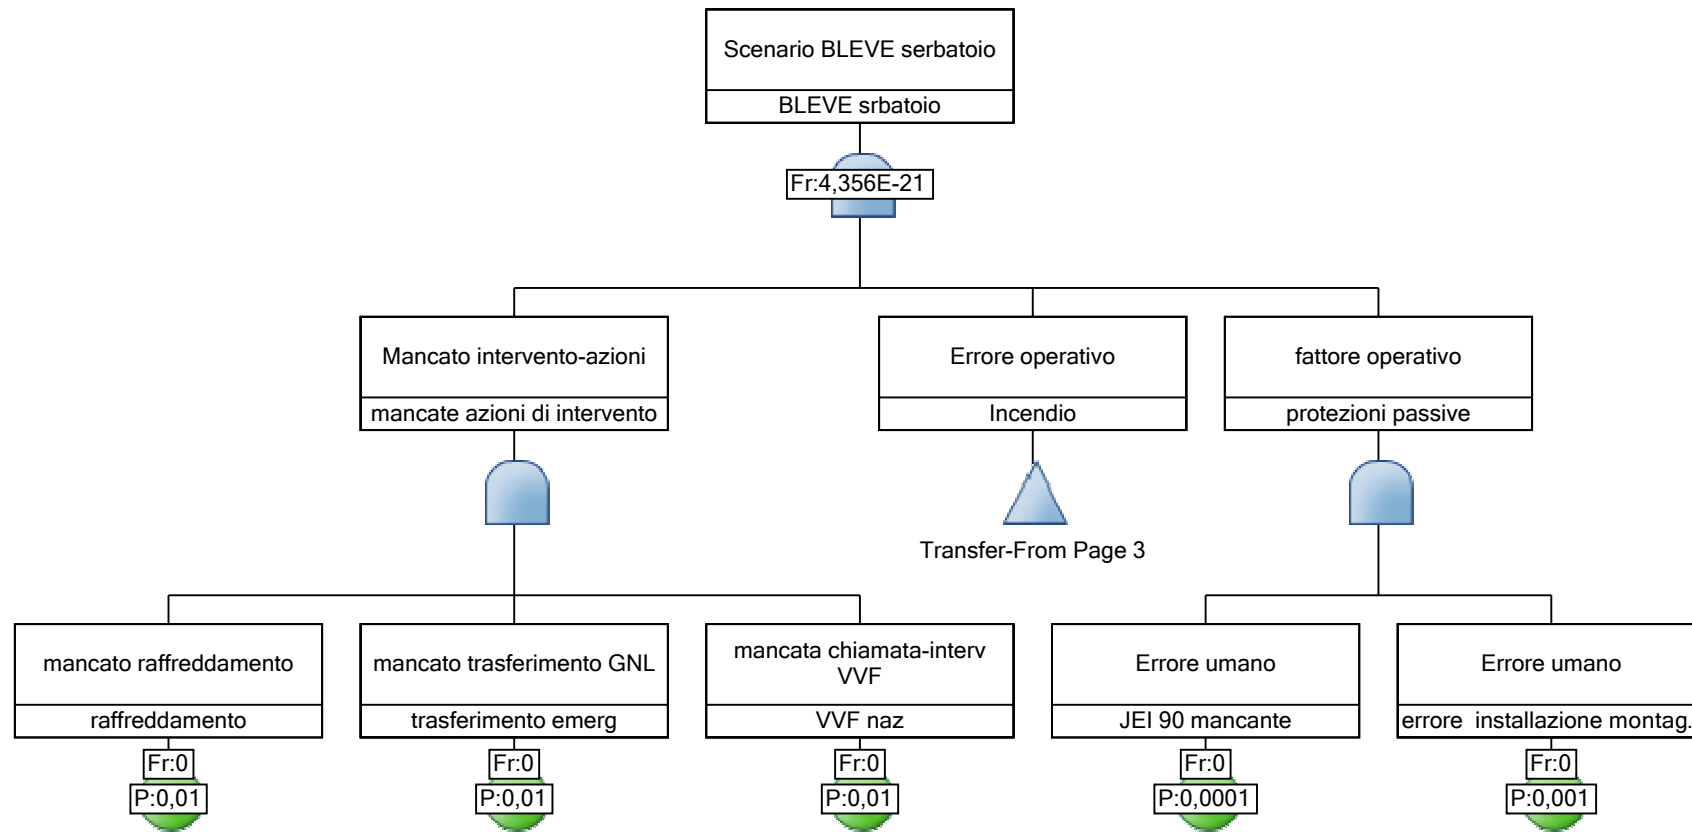 Scenario BLEVE serbatoio
BLEVE srbatoio
Fr:4,356E-21
Mancato intervento-azioni
mancate azioni di intervento
Errore operativo
Incendio
fattore operativo
protezioni passive
Transfer-From Page 3
mancato raffreddamento
raffreddamento
mancato trasferimento GNL
trasferimento emerg
mancata chiamata-interv
VVF
VVF naz
Errore umano
JEI 90 mancante
Errore umano
errore  installazione montag.
Fr:0
P:0,01
Fr:0
P:0,01
Fr:0
P:0,01
Fr:0
P:0,0001
Fr:0
P:0,001